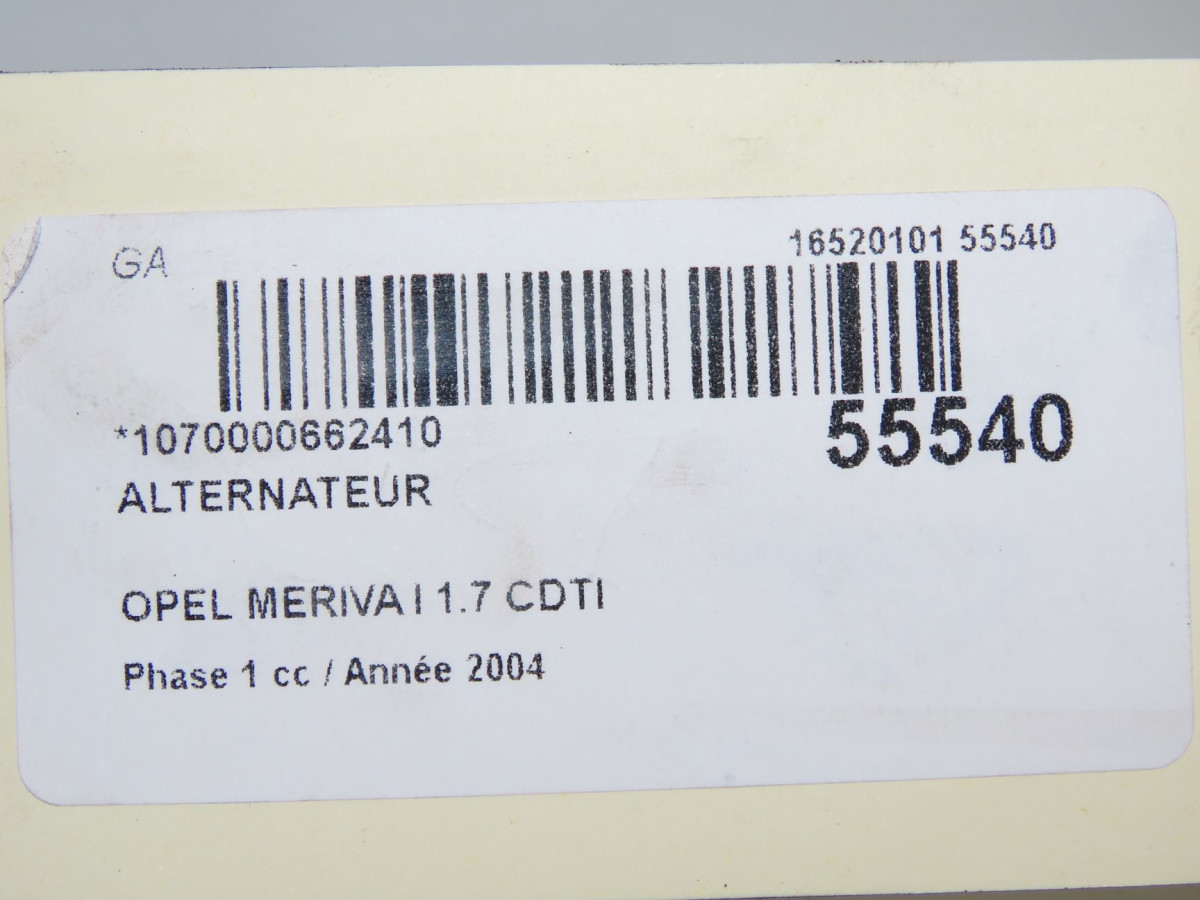 GA
16520101 55540
*1070000662410
55540
ALTERNATEUR
OPEL MERIVA I 1.7 CDTI
Phase 1 cc / Année 2004